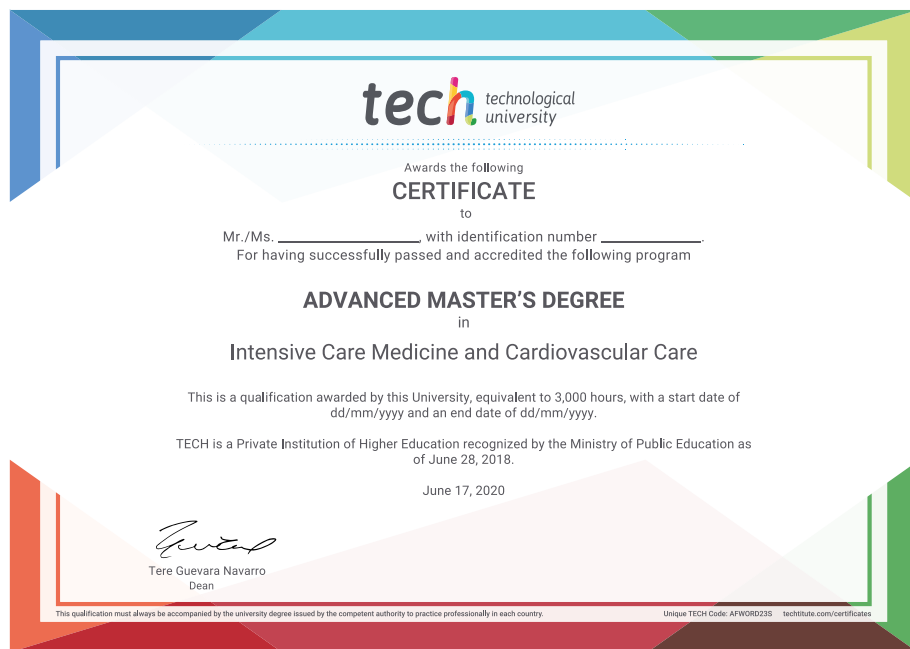 tech technological
university
Awards the following
CERTIFICATE
to
Mr./Ms. ____________, with identification number ____________.
For having successfully passed and accredited the following program
ADVANCED MASTER'S DEGREE
in
Intensive Care Medicine and Cardiovascular Care
This is a qualification awarded by this University, equivalent to 3,000 hours, with a start date of
dd/mm/yyyy and an end date of dd/mm/yyyy.
TECH is a Private Institution of Higher Education recognized by the Ministry of Public Education as
of June 28, 2018.
June 17, 2020
Tere Guevara Navarro
Dean
This qualification must always be accompanied by the university degree issued by the competent authority to practice professionally in each country.
Unique TECH Code: AFWORD23S techtitute.com/certificates